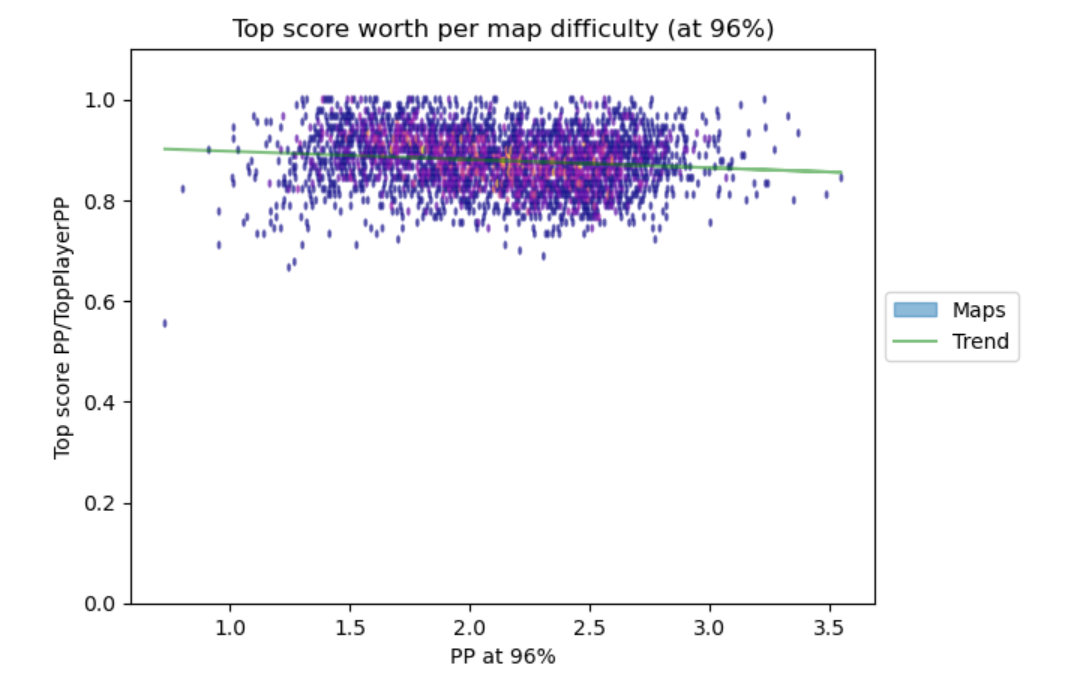 Top score worth per map difficulty (at 96%)
Top score PP/TopPlayerPP
1.0
0.8
0.6
0.4
0.2
0.0
1.0 1.5 2.0 2.5 3.0 3.5
PP at 96%
Maps
Trend